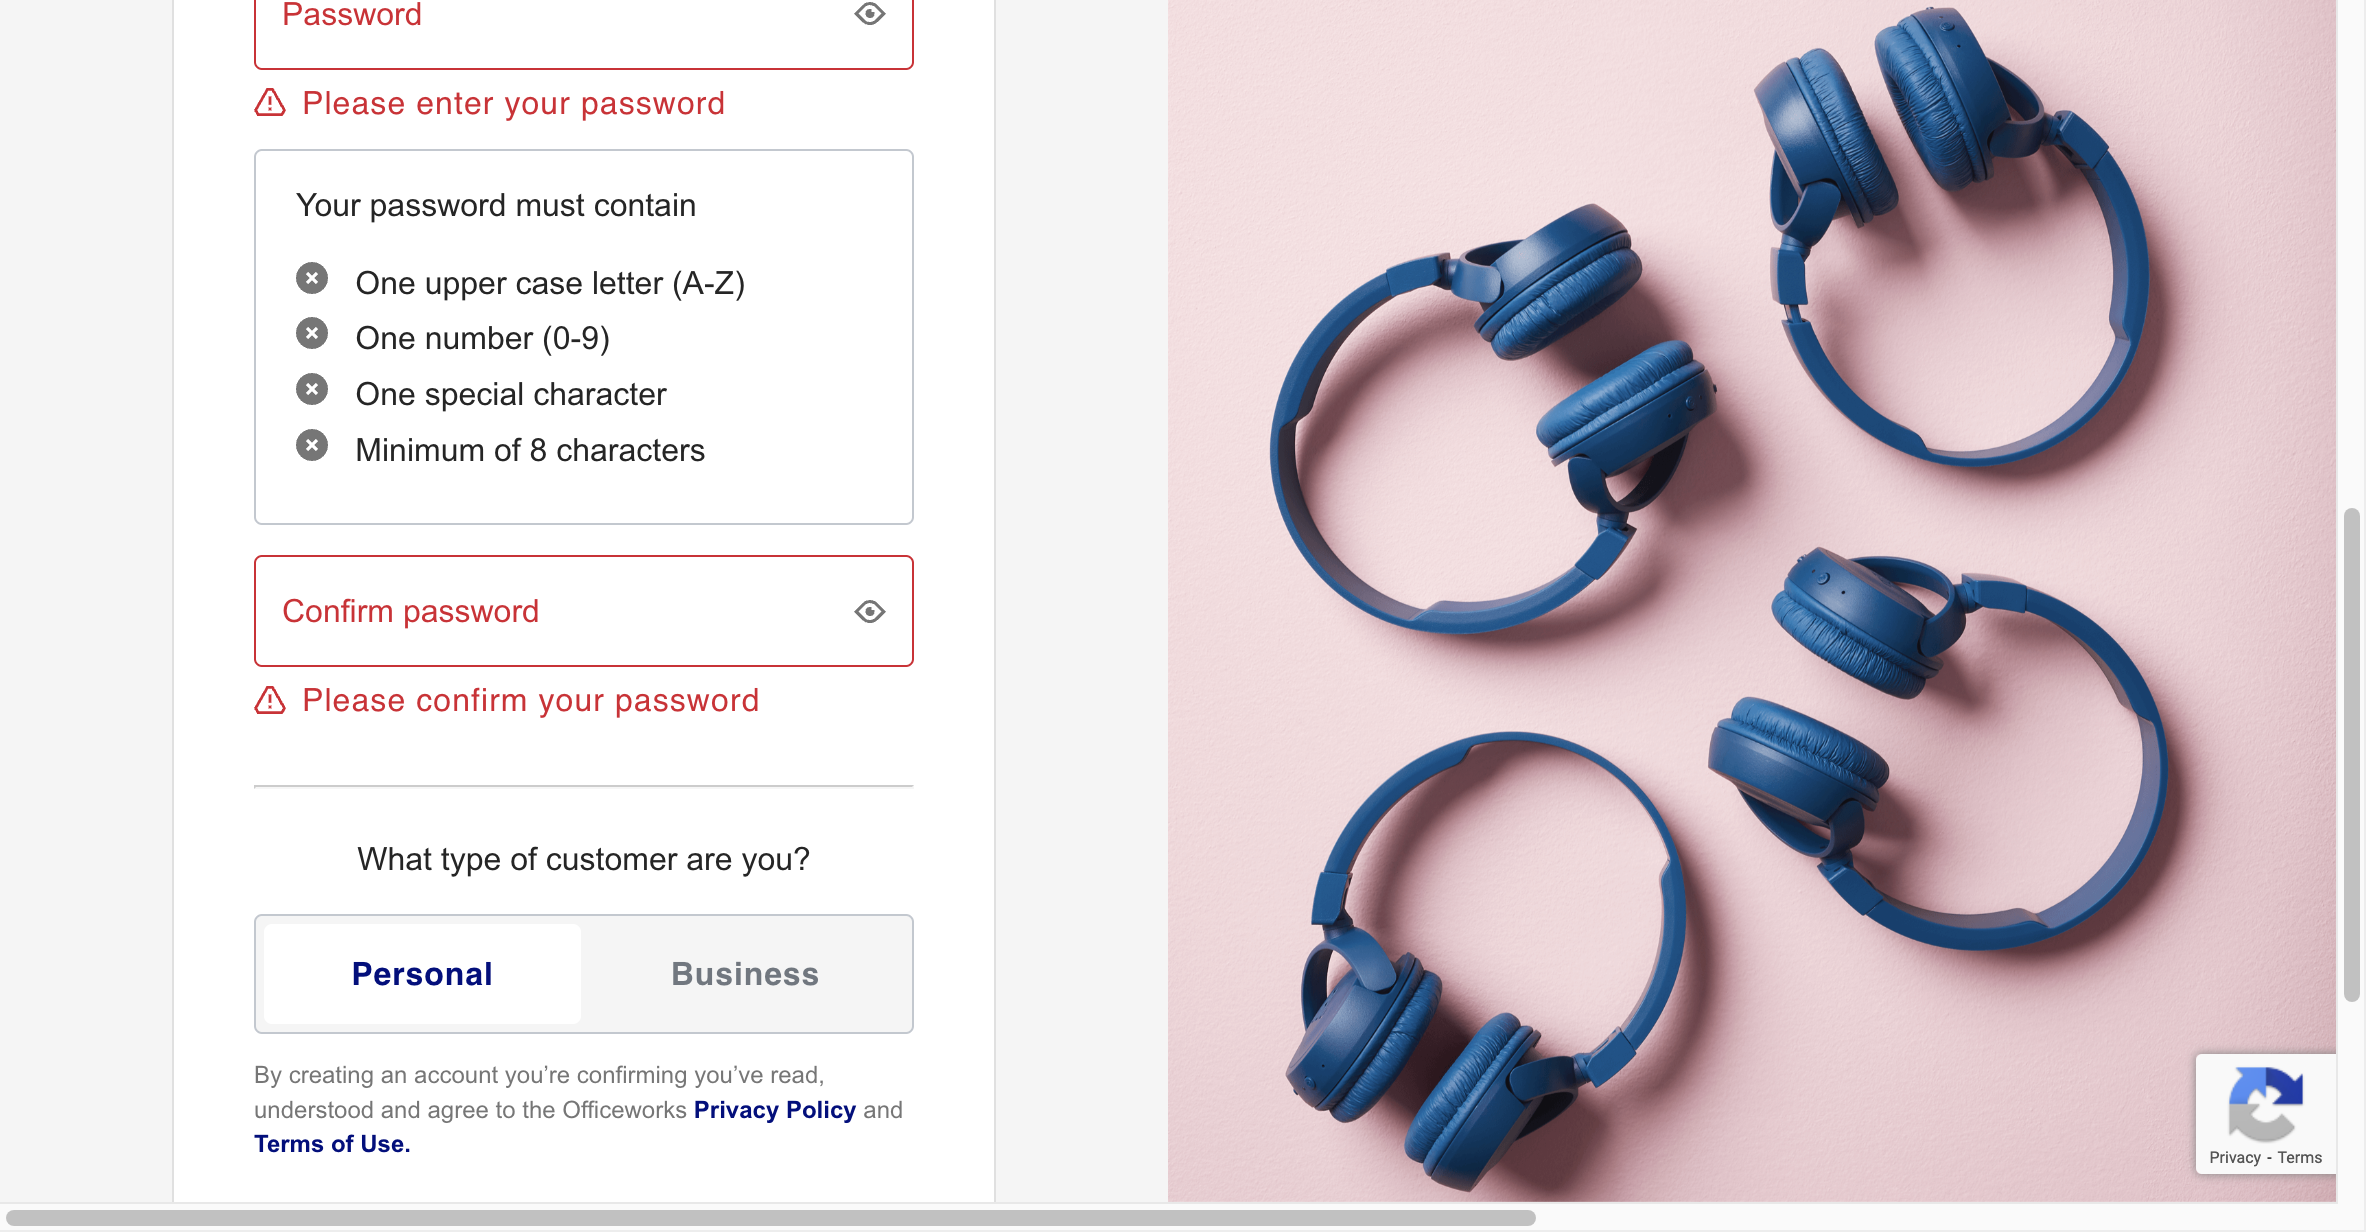 Password
Please enter your password
Your password must contain
One upper case letter (A-Z)
One number (0-9)
One special character
Minimum of 8 characters
Confirm password
Please confirm your password
What type of customer are you?
Personal
Business
By creating an account you’re confirming you’ve read,
understood and agree to the Officeworks Privacy Policy and
Terms of Use.
Privacy - Terms